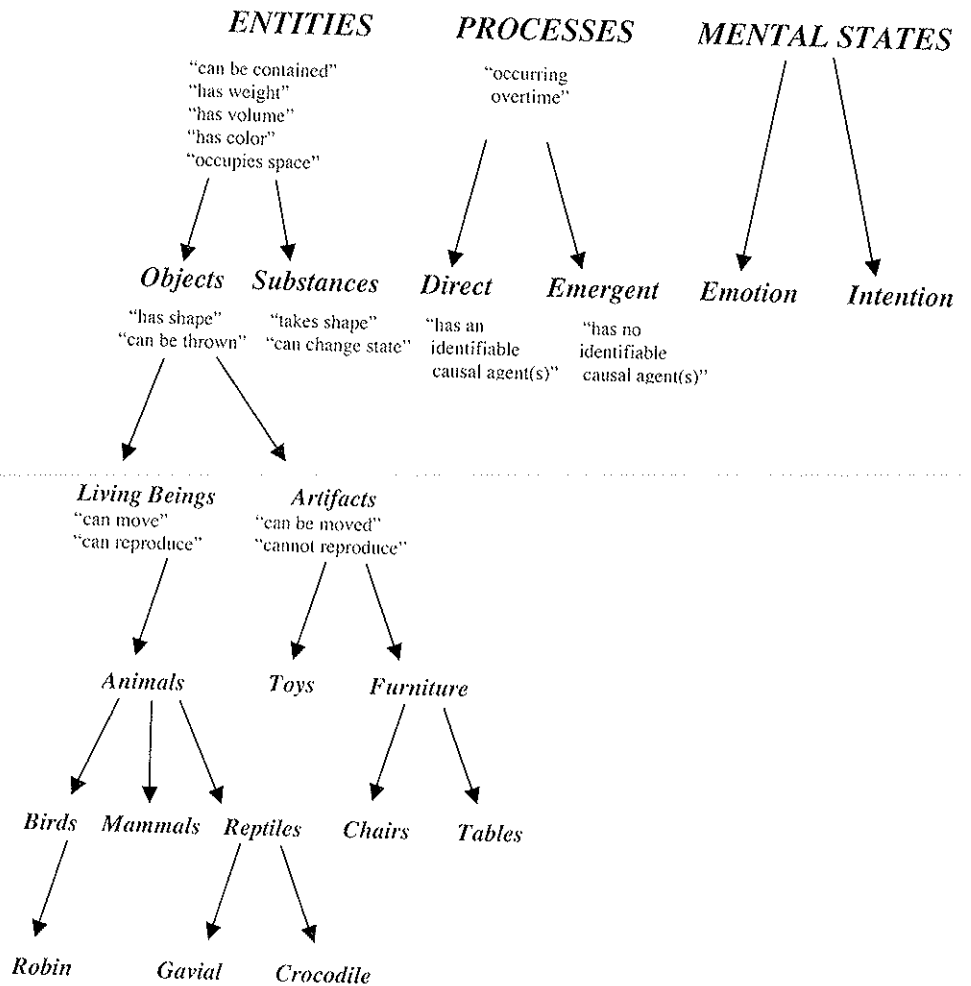 ENTITIES PROCESSES MENTAL STATES
“can be contained”
“has weight”
“has volume”
“has color”
“occupies space”
“occurring
overtime”
Objects Substances Direct Emergent Emotion Intention
“has shape”
“can be thrown”
“takes shape”
“can change state”
“has an
identifiable
causal agent(s)”
“has no
identifiable
causal agent(s)”
Living Beings
“can move”
“can reproduce”
Artifacts
“can be moved”
“cannot reproduce”
Animals Toys Furniture
Birds Mammals Reptiles Chairs Tables
Robin Gavial Crocodile